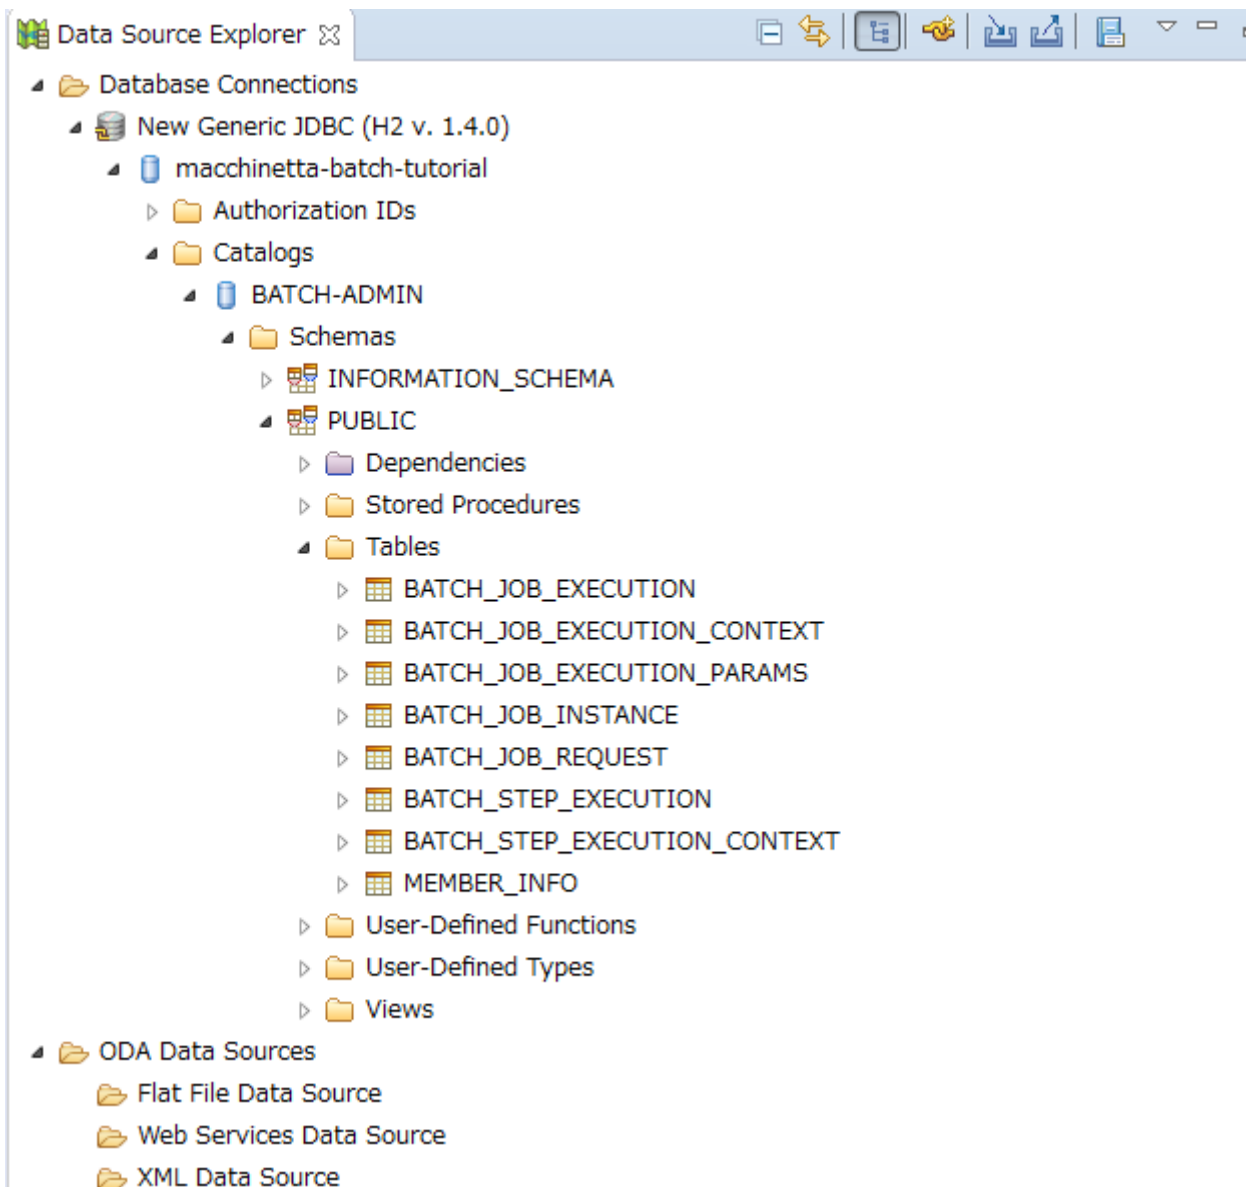 Data Source Explorer
Database Connections
New Generic JDBC (H2 v. 1.4.0)
macchinetta-batch-tutorial
Authorization IDs
Catalogs
BATCH-ADMIN
Schemas
INFORMATION_SCHEMA
PUBLIC
Dependencies
Stored Procedures
Tables
BATCH_JOB_EXECUTION
BATCH_JOB_EXECUTION_CONTEXT
BATCH_JOB_EXECUTION_PARAMS
BATCH_JOB_INSTANCE
BATCH_JOB_REQUEST
BATCH_STEP_EXECUTION
BATCH_STEP_EXECUTION_CONTEXT
MEMBER_INFO
User-Defined Functions
User-Defined Types
Views
ODA Data Sources
Flat File Data Source
Web Services Data Source
XML Data Source